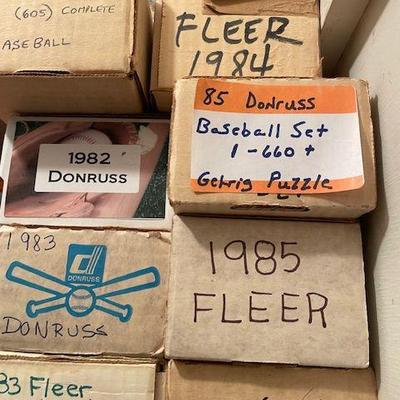 (605) COMPLETE
ASEBALL
FLEER
1984
1982
DONRUSS
85 Donruss
Baseball Set
1-660+
Gehrig Puzzle
1983
DONRUSS
DONRUSS
1985
FLEER
83 Fleer